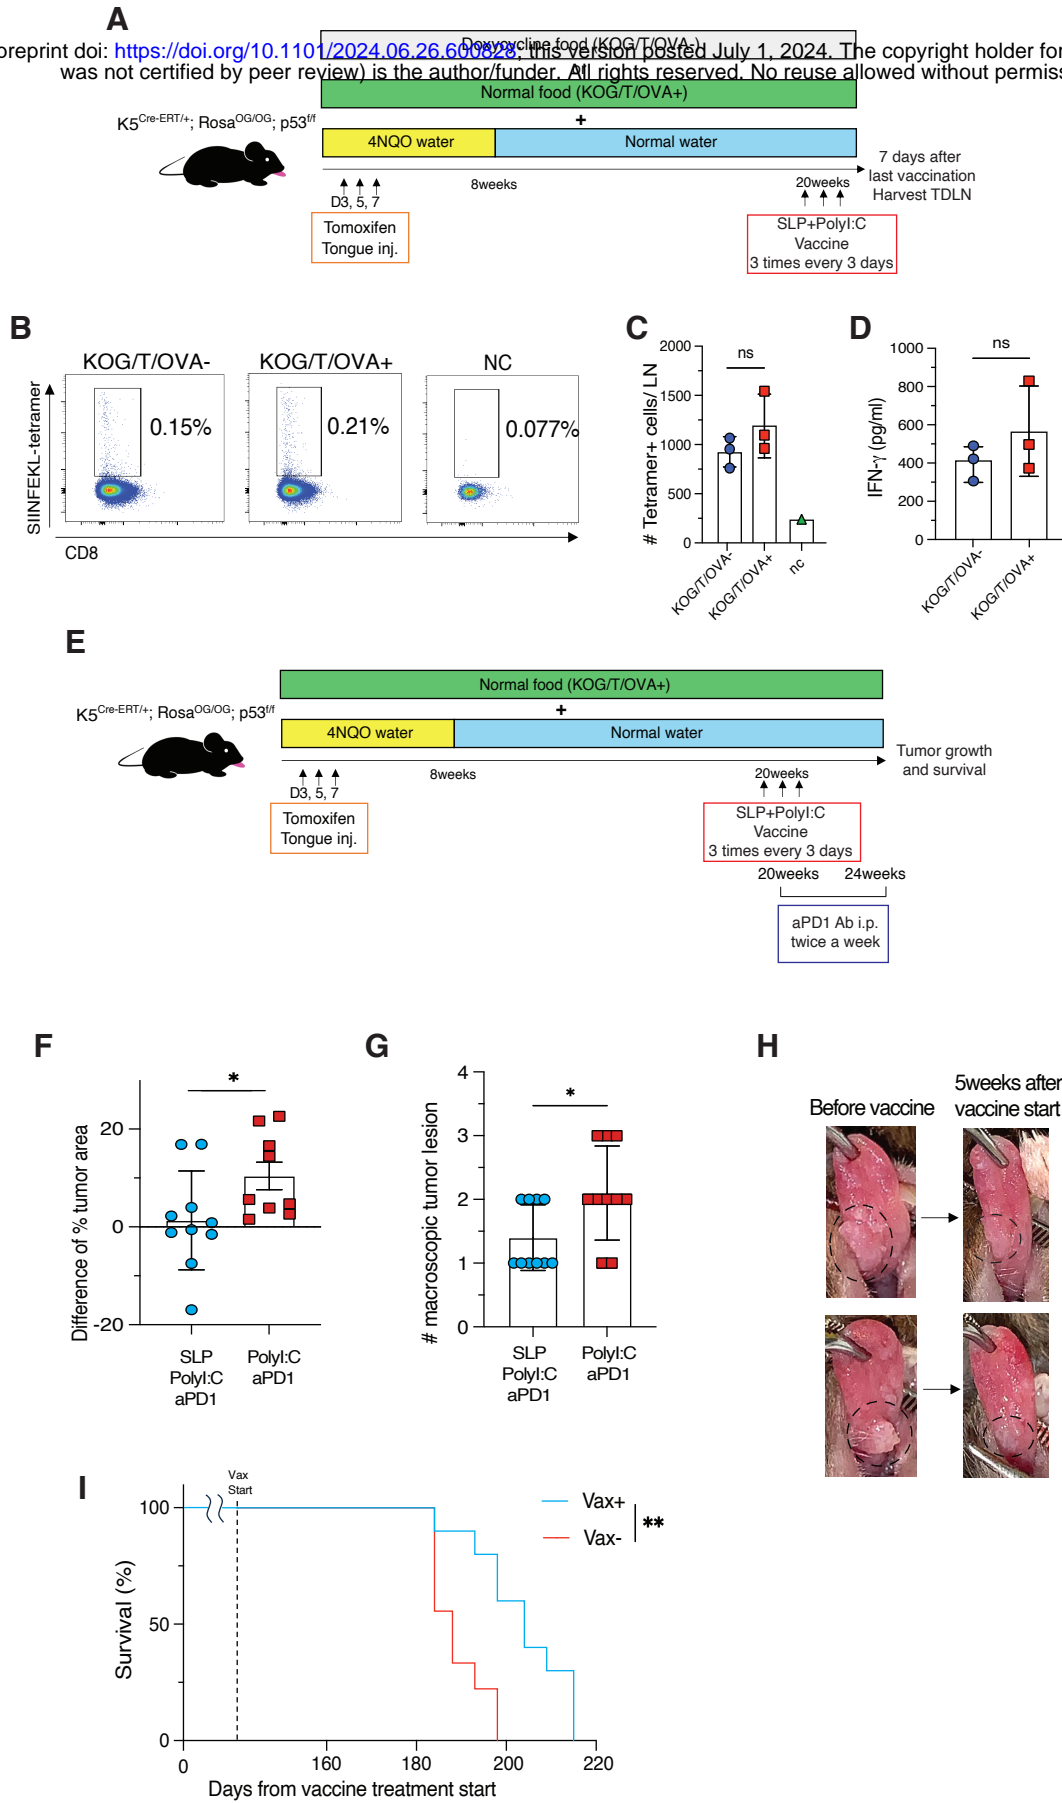 A
Doxycycline food (KOG/T/OVA-)
preprint doi: https://doi.org/10.1101/2024.06.26.600828; this version posted July 1, 2024. The copyright holder for
was not certified by peer review) is the author/funder. All rights reserved. No reuse allowed without permiss
or
Normal food (KOG/T/OVA+)
K5Cre-ERT/+; RosaOG/OG; p53f/f
+
4NQO water
Normal water
8weeks
20weeks
7 days after
last vaccination
Harvest TDLN
D3, 5, 7
Tomoxifen
Tongue inj.
SLP+PolyI:C
Vaccine
3 times every 3 days
B
KOG/T/OVA-
KOG/T/OVA+
NC
0.15%
0.21%
0.077%
SIINFEKL-tetramer
CD8
C
# Tetramer+ cells/ LN
2000
1500
1000
500
0
ns
KOG/T/OVA-
KOG/T/OVA+
nc
D
IFN-γ (pg/ml)
1000
800
600
400
200
0
ns
KOG/T/OVA-
KOG/T/OVA+
E
Normal food (KOG/T/OVA+)
K5Cre-ERT/+; RosaOG/OG; p53f/f
+
4NQO water
Normal water
8weeks
20weeks
Tumor growth
and survival
D3, 5, 7
Tomoxifen
Tongue inj.
SLP+PolyI:C
Vaccine
3 times every 3 days
20weeks
24weeks
aPD1 Ab i.p.
twice a week
F
Difference of % tumor area
20
0
-20
*
SLP
PolyI:C
aPD1
PolyI:C
aPD1
G
# macroscopic tumor lesion
4
3
2
1
0
*
SLP
PolyI:C
aPD1
PolyI:C
aPD1
H
Before vaccine
5weeks after
vaccine start
I
Vax
Start
Survival (%)
100
50
0
Vax+
Vax-
**
0
160
180
200
220
Days from vaccine treatment start